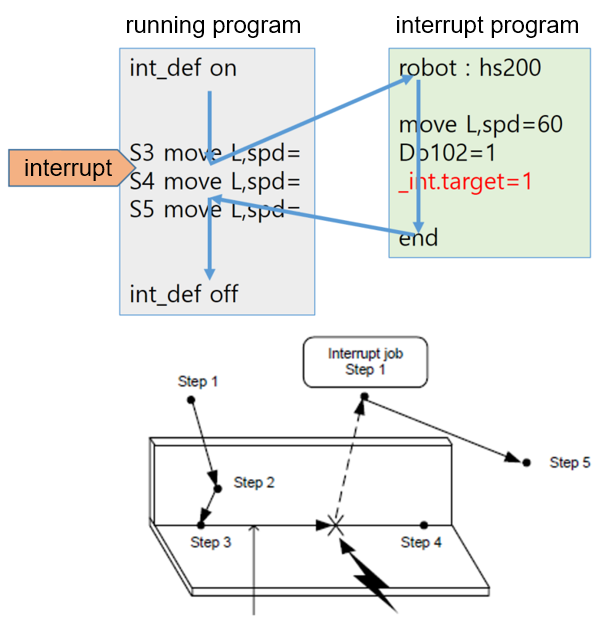 running program
interrupt program
int_def on
robot : hs200
move L,spd=60
interrupt
S3 move L,spd=
Do102=1
S4 move L,spd=
_int.target=1
S5 move L,spd=
end
int_def off
Interrupt job
Step 1
Step 1
Step 5
Step 2
Step 3
Step 4